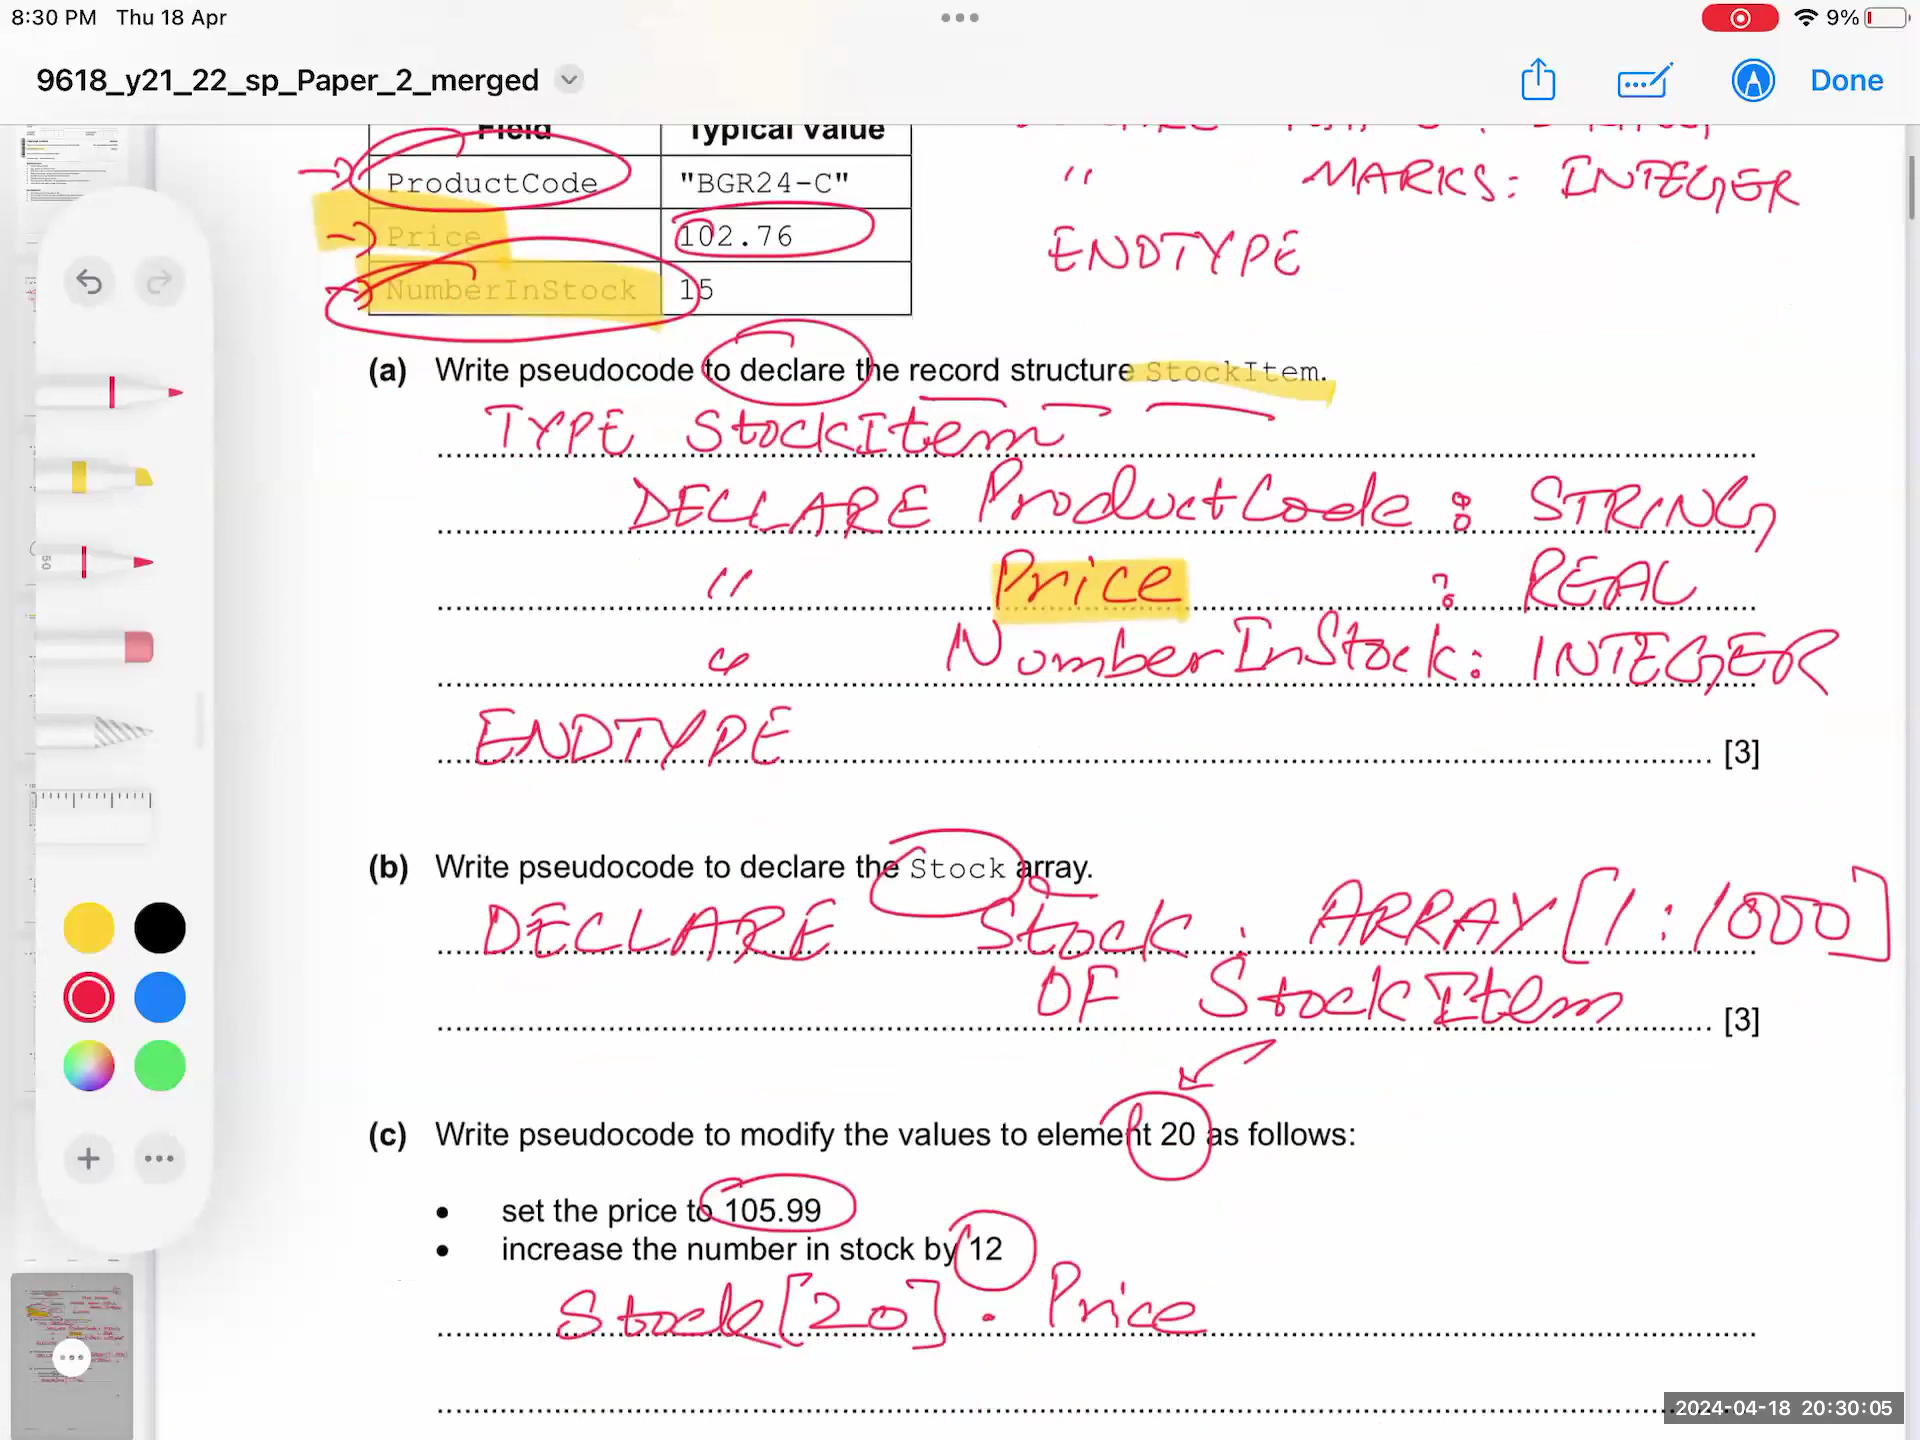 8:30 PM Thu 18 Apr
9%
9618_y21_22_sp_Paper_2_merged
Done
Field Typical value
ProductCode "BGR24-C"
Price 102.76
NumberInStock 15
" MARKS: INTEGER
ENDTYPE
(a) Write pseudocode to declare the record structure StockItem.
TYPE StockItem
DECLARE ProductCode : STRING
" Price : REAL
" NumberInStock: INTEGER
ENDTYPE
[3]
(b) Write pseudocode to declare the Stock array.
DECLARE Stock : ARRAY [1:1000]
OF StockItem
[3]
(c) Write pseudocode to modify the values to element 20 as follows:
• set the price to 105.99
• increase the number in stock by 12
Stock[20] . Price
50
2024-04-18 20:30:05